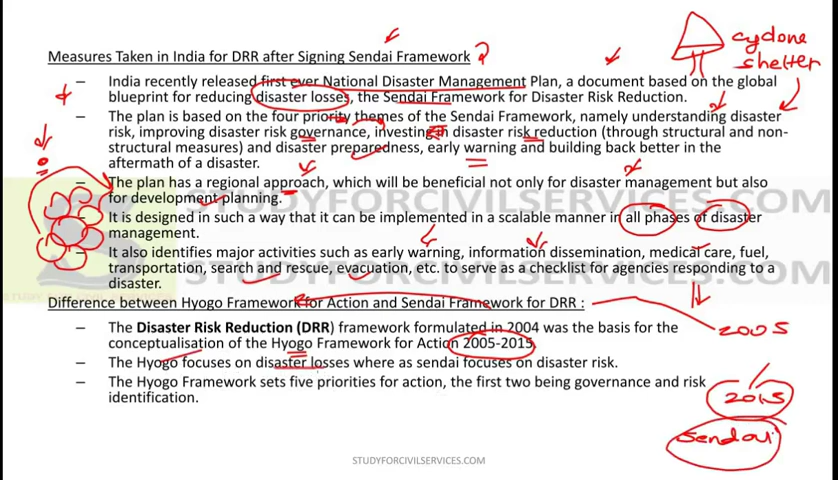 cyclone
shelter
Measures Taken in India for DRR after Signing Sendai Framework ?
– India recently released first ever National Disaster Management Plan, a document based on the global
blueprint for reducing disaster losses, the Sendai Framework for Disaster Risk Reduction.
– The plan is based on the four priority themes of the Sendai Framework, namely understanding disaster
risk, improving disaster risk governance, investing in disaster risk reduction (through structural and non-
structural measures) and disaster preparedness, early warning and building back better in the
aftermath of a disaster.
– The plan has a regional approach, which will be beneficial not only for disaster management but also
for development planning.
– It is designed in such a way that it can be implemented in a scalable manner in all phases of disaster
management.
– It also identifies major activities such as early warning, information dissemination, medical care, fuel,
transportation, search and rescue, evacuation, etc. to serve as a checklist for agencies responding to a
disaster.
Difference between Hyogo Framework for Action and Sendai Framework for DRR :
– The Disaster Risk Reduction (DRR) framework formulated in 2004 was the basis for the
conceptualisation of the Hyogo Framework for Action 2005-2015.
– The Hyogo focuses on disaster losses where as sendai focuses on disaster risk.
– The Hyogo Framework sets five priorities for action, the first two being governance and risk
identification.
2005
2015
Sendai
STUDYFORCIVILSERVICES.COM
STUDYFORCIVILSERVICES.COM
STUDYFORCIVILSERVICES.COM